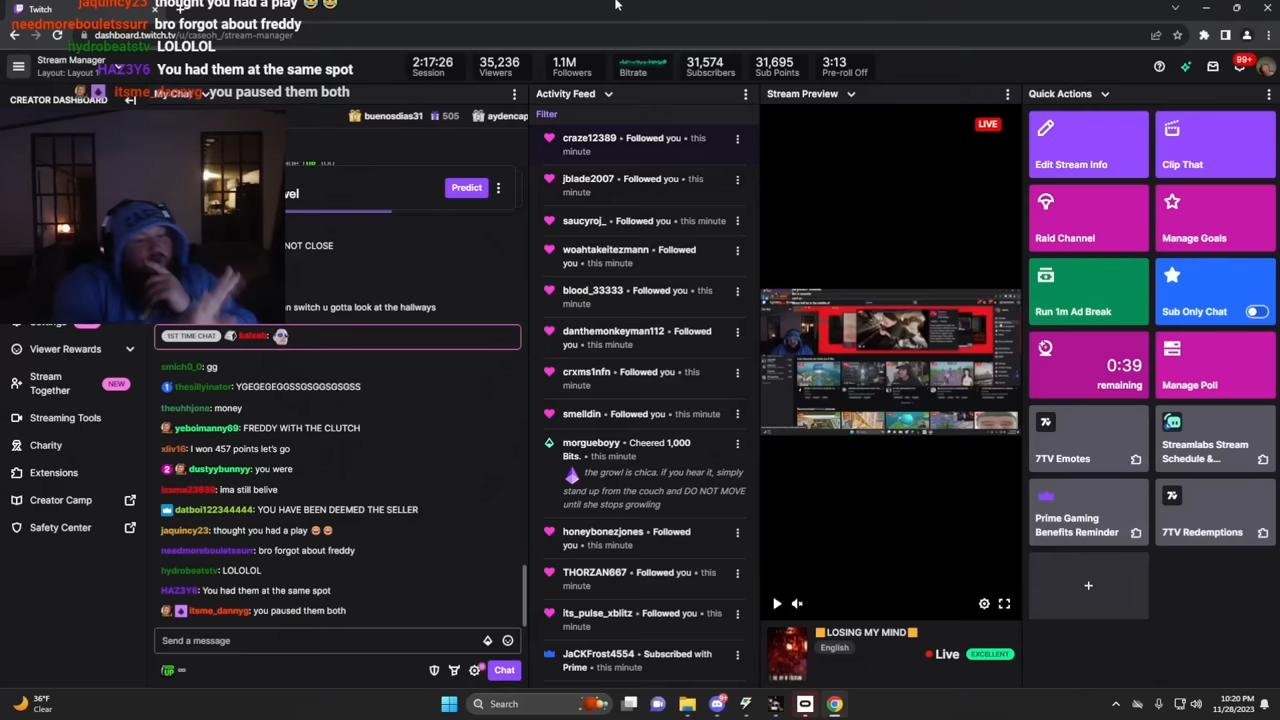 Twitch
jaquincy23 thought you had a play
needmorebouletssurr bro forgot about freddy
hydrobeatstv LOLOLOL
HAZ3Y6 You had them at the same spot
itsme_dannyg you paused them both
dashboard.twitch.tv/u/caseoh_/stream-manager
Stream Manager
Layout: Layout 1
2:17:26
Session
35,236
Viewers
1.1M
Followers
Bitrate
31,574
Subscribers
31,695
Sub Points
3:13
Pre-roll Off
99+
CREATOR DASHBOARD
My Chat
buenosdias31 505 aydencap
Predict
NOT CLOSE
n switch u gotta look at the hallways
1ST TIME CHAT
smlch0_0: gg
thesillyinator: YGEGEGEGGSSOSGOSGSOSGSS
theuhhjone: money
yeboimanny69: FREDDY WITH THE CLUTCH
xliv16: I won 457 points let's go
2 dustyybunnyy: you were
ima still belive
datboi122344444: YOU HAVE BEEN DEEMED THE SELLER
jaquincy23: thought you had a play
needmorebouletssurr: bro forgot about freddy
hydrobeatstv: LOLOLOL
HAZ3Y6: You had them at the same spot
itsme_dannyg: you paused them both
Send a message
Chat
Viewer Rewards
Stream
Together
NEW
Streaming Tools
Charity
Extensions
Creator Camp
Safety Center
Activity Feed
Filter
craze12389 • Followed you • this
minute
jblade2007 • Followed you • this
minute
saucyroj_ • Followed you • this minute
woahtakeitezmann • Followed
you • this minute
blood_33333 • Followed you • this
minute
Followed
you • this minute
Followed you • this
minute
smelldin • Followed you • this minute
mcqueboyy • Cheered 1,000
Bits. • this minute
the growl is chica. if you hear it, simply
stand up from the couch and DO NOT MOVE
until she stops growling
honeybonezjones • Followed
you • this minute
THORZAN667 • Followed you • this
minute
its_pulse_xblitz • Followed you • this
minute
JaCKFrost4554 • Subscribed with
Prime • this minute
Stream Preview
LIVE
LOSING MY MIND
English
Live
EXCELLENT
Quick Actions
Edit Stream Info
Clip That
Raid Channel
Manage Goals
Run 1m Ad Break
Sub Only Chat
0:39
remaining
Manage Poll
7TV Emotes
Streamlabs Stream
Schedule &...
Prime Gaming
Benefits Reminder
7TV Redemptions
36°F
Clear
Search
10:20 PM
11/28/2023